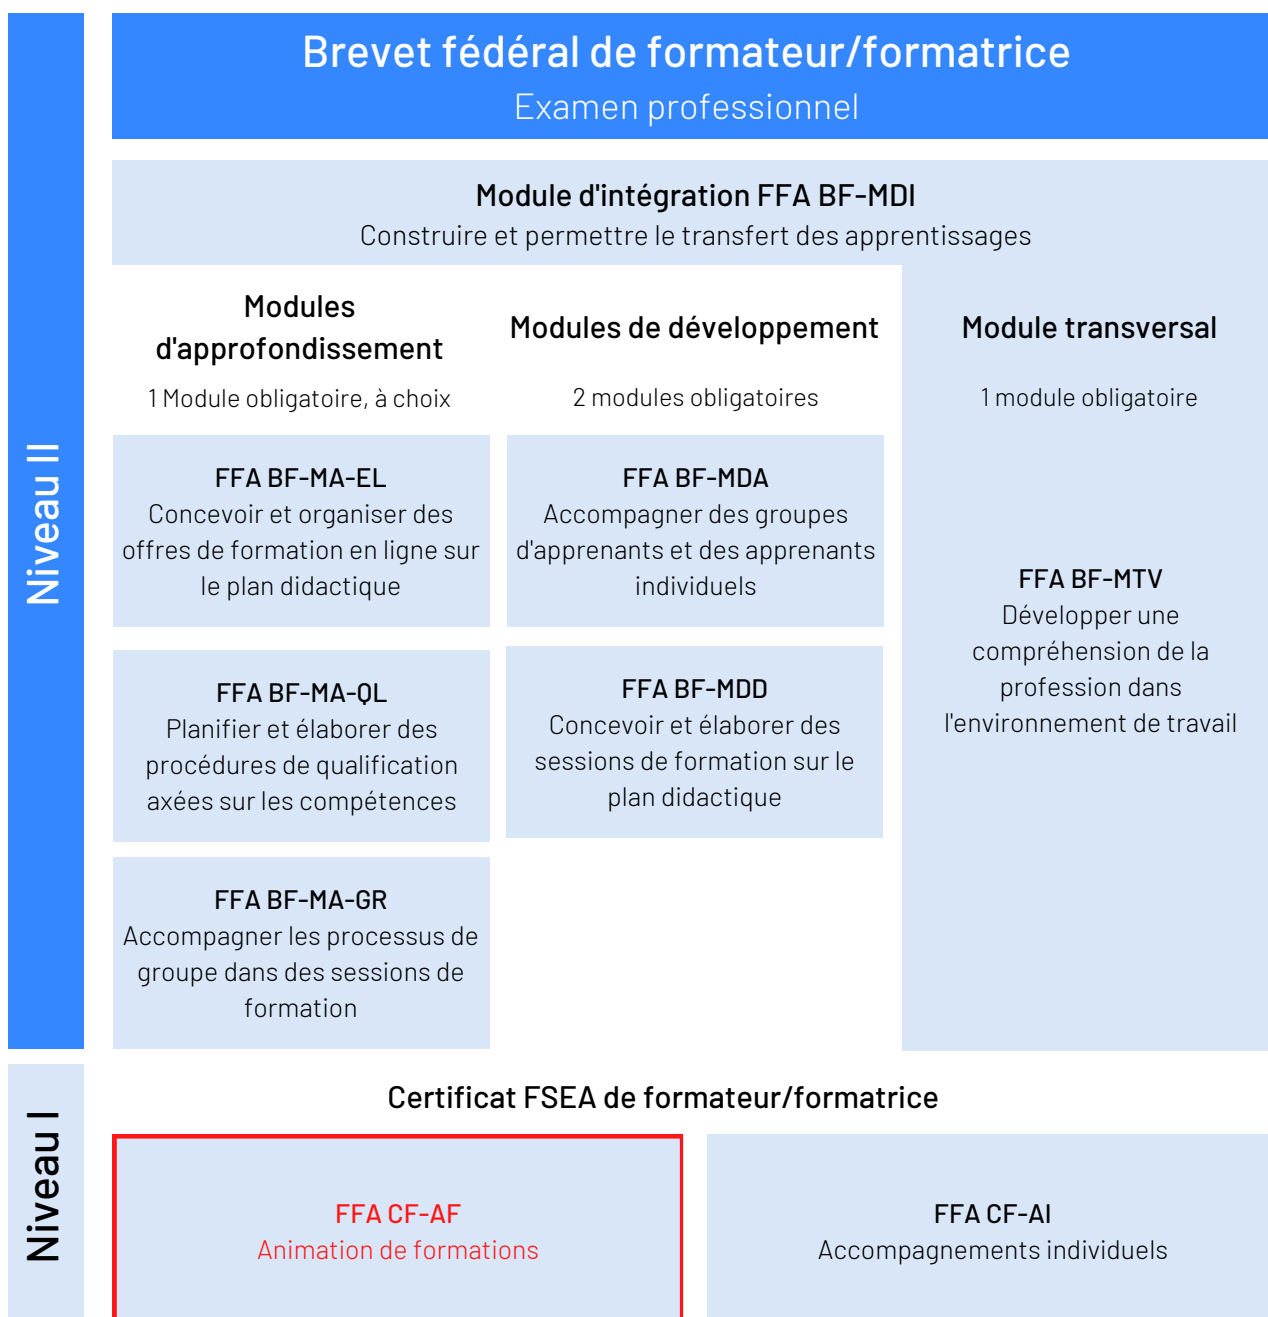 Brevet fédéral de formateur/formatrice
Examen professionnel
Niveau II
Module d'intégration FFA BF-MDI
Construire et permettre le transfert des apprentissages
Modules
d'approfondissement
1 Module obligatoire, à choix
FFA BF-MA-EL
Concevoir et organiser des
offres de formation en ligne sur
le plan didactique
FFA BF-MA-QL
Planifier et élaborer des
procédures de qualification
axées sur les compétences
FFA BF-MA-GR
Accompagner les processus de
groupe dans des sessions de
formation
Modules de développement
2 modules obligatoires
FFA BF-MDA
Accompagner des groupes
d'apprenants et des apprenants
individuels
FFA BF-MDD
Concevoir et élaborer des
sessions de formation sur le
plan didactique
Module transversal
1 module obligatoire
FFA BF-MTV
Développer une
compréhension de la
profession dans
l'environnement de travail
Niveau I
Certificat FSEA de formateur/formatrice
FFA CF-AF
Animation de formations
FFA CF-AI
Accompagnements individuels